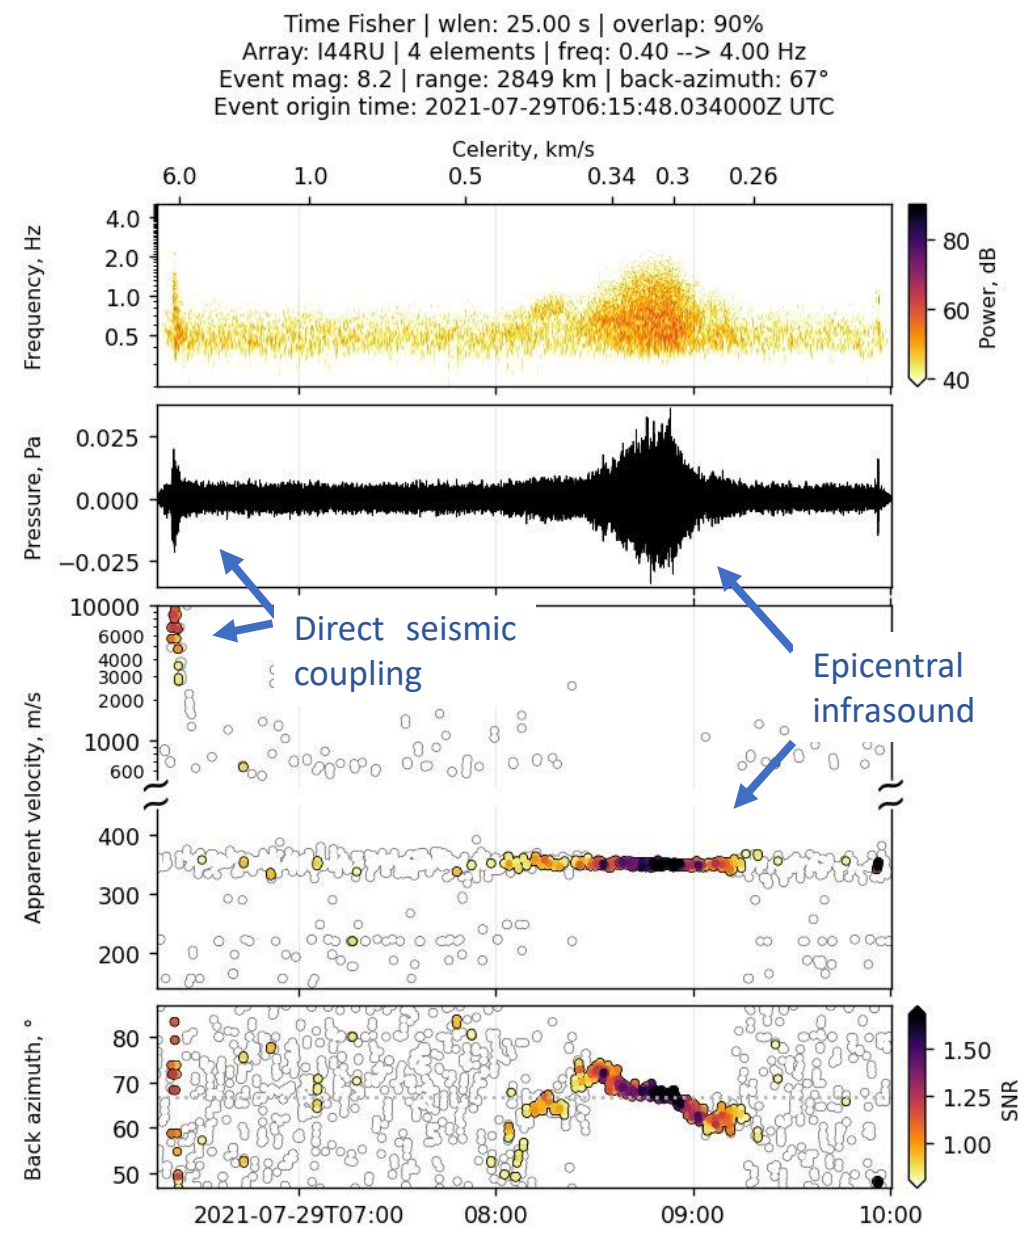 Time Fisher | wlen: 25.00 s | overlap: 90%
Array: I44RU | 4 elements | freq: 0.40 --> 4.00 Hz
Event mag: 8.2 | range: 2849 km | back-azimuth: 67°
Event origin time: 2021-07-29T06:15:48.034000Z UTC
Celerity, km/s
6.0 1.0 0.5 0.34 0.3 0.26
Frequency, Hz
4.0
2.0
1.0
0.5
80
60
40
Power, dB
Pressure, Pa
0.025
0.000
−0.025
Direct seismic
coupling
Epicentral
infrasound
Apparent velocity, m/s
10000
6000
4000
3000
2000
1000
600
400
300
200
Back azimuth, °
80
70
60
50
1.50
1.25
1.00
SNR
2021-07-29T07:00 08:00 09:00 10:00